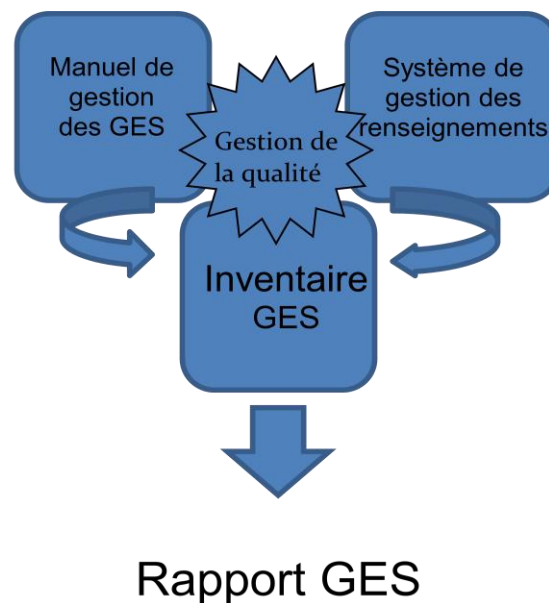 Manuel de
gestion
des GES
Système de
gestion des
renseignements
Gestion de
la qualité
Inventaire
GES
Rapport GES